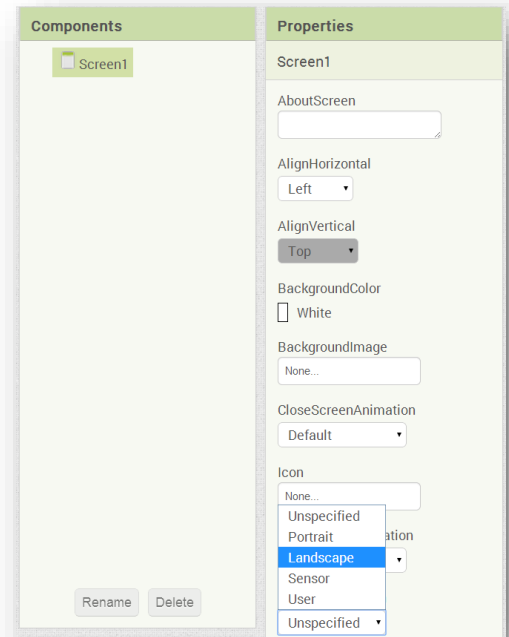 Components
Screen1
Rename
Delete
Properties
Screen1
AboutScreen
AlignHorizontal
Left
AlignVertical
Top
BackgroundColor
White
BackgroundImage
None...
CloseScreenAnimation
Default
Icon
None...
Unspecified
Portrait
ation
Landscape
Sensor
User
Unspecified